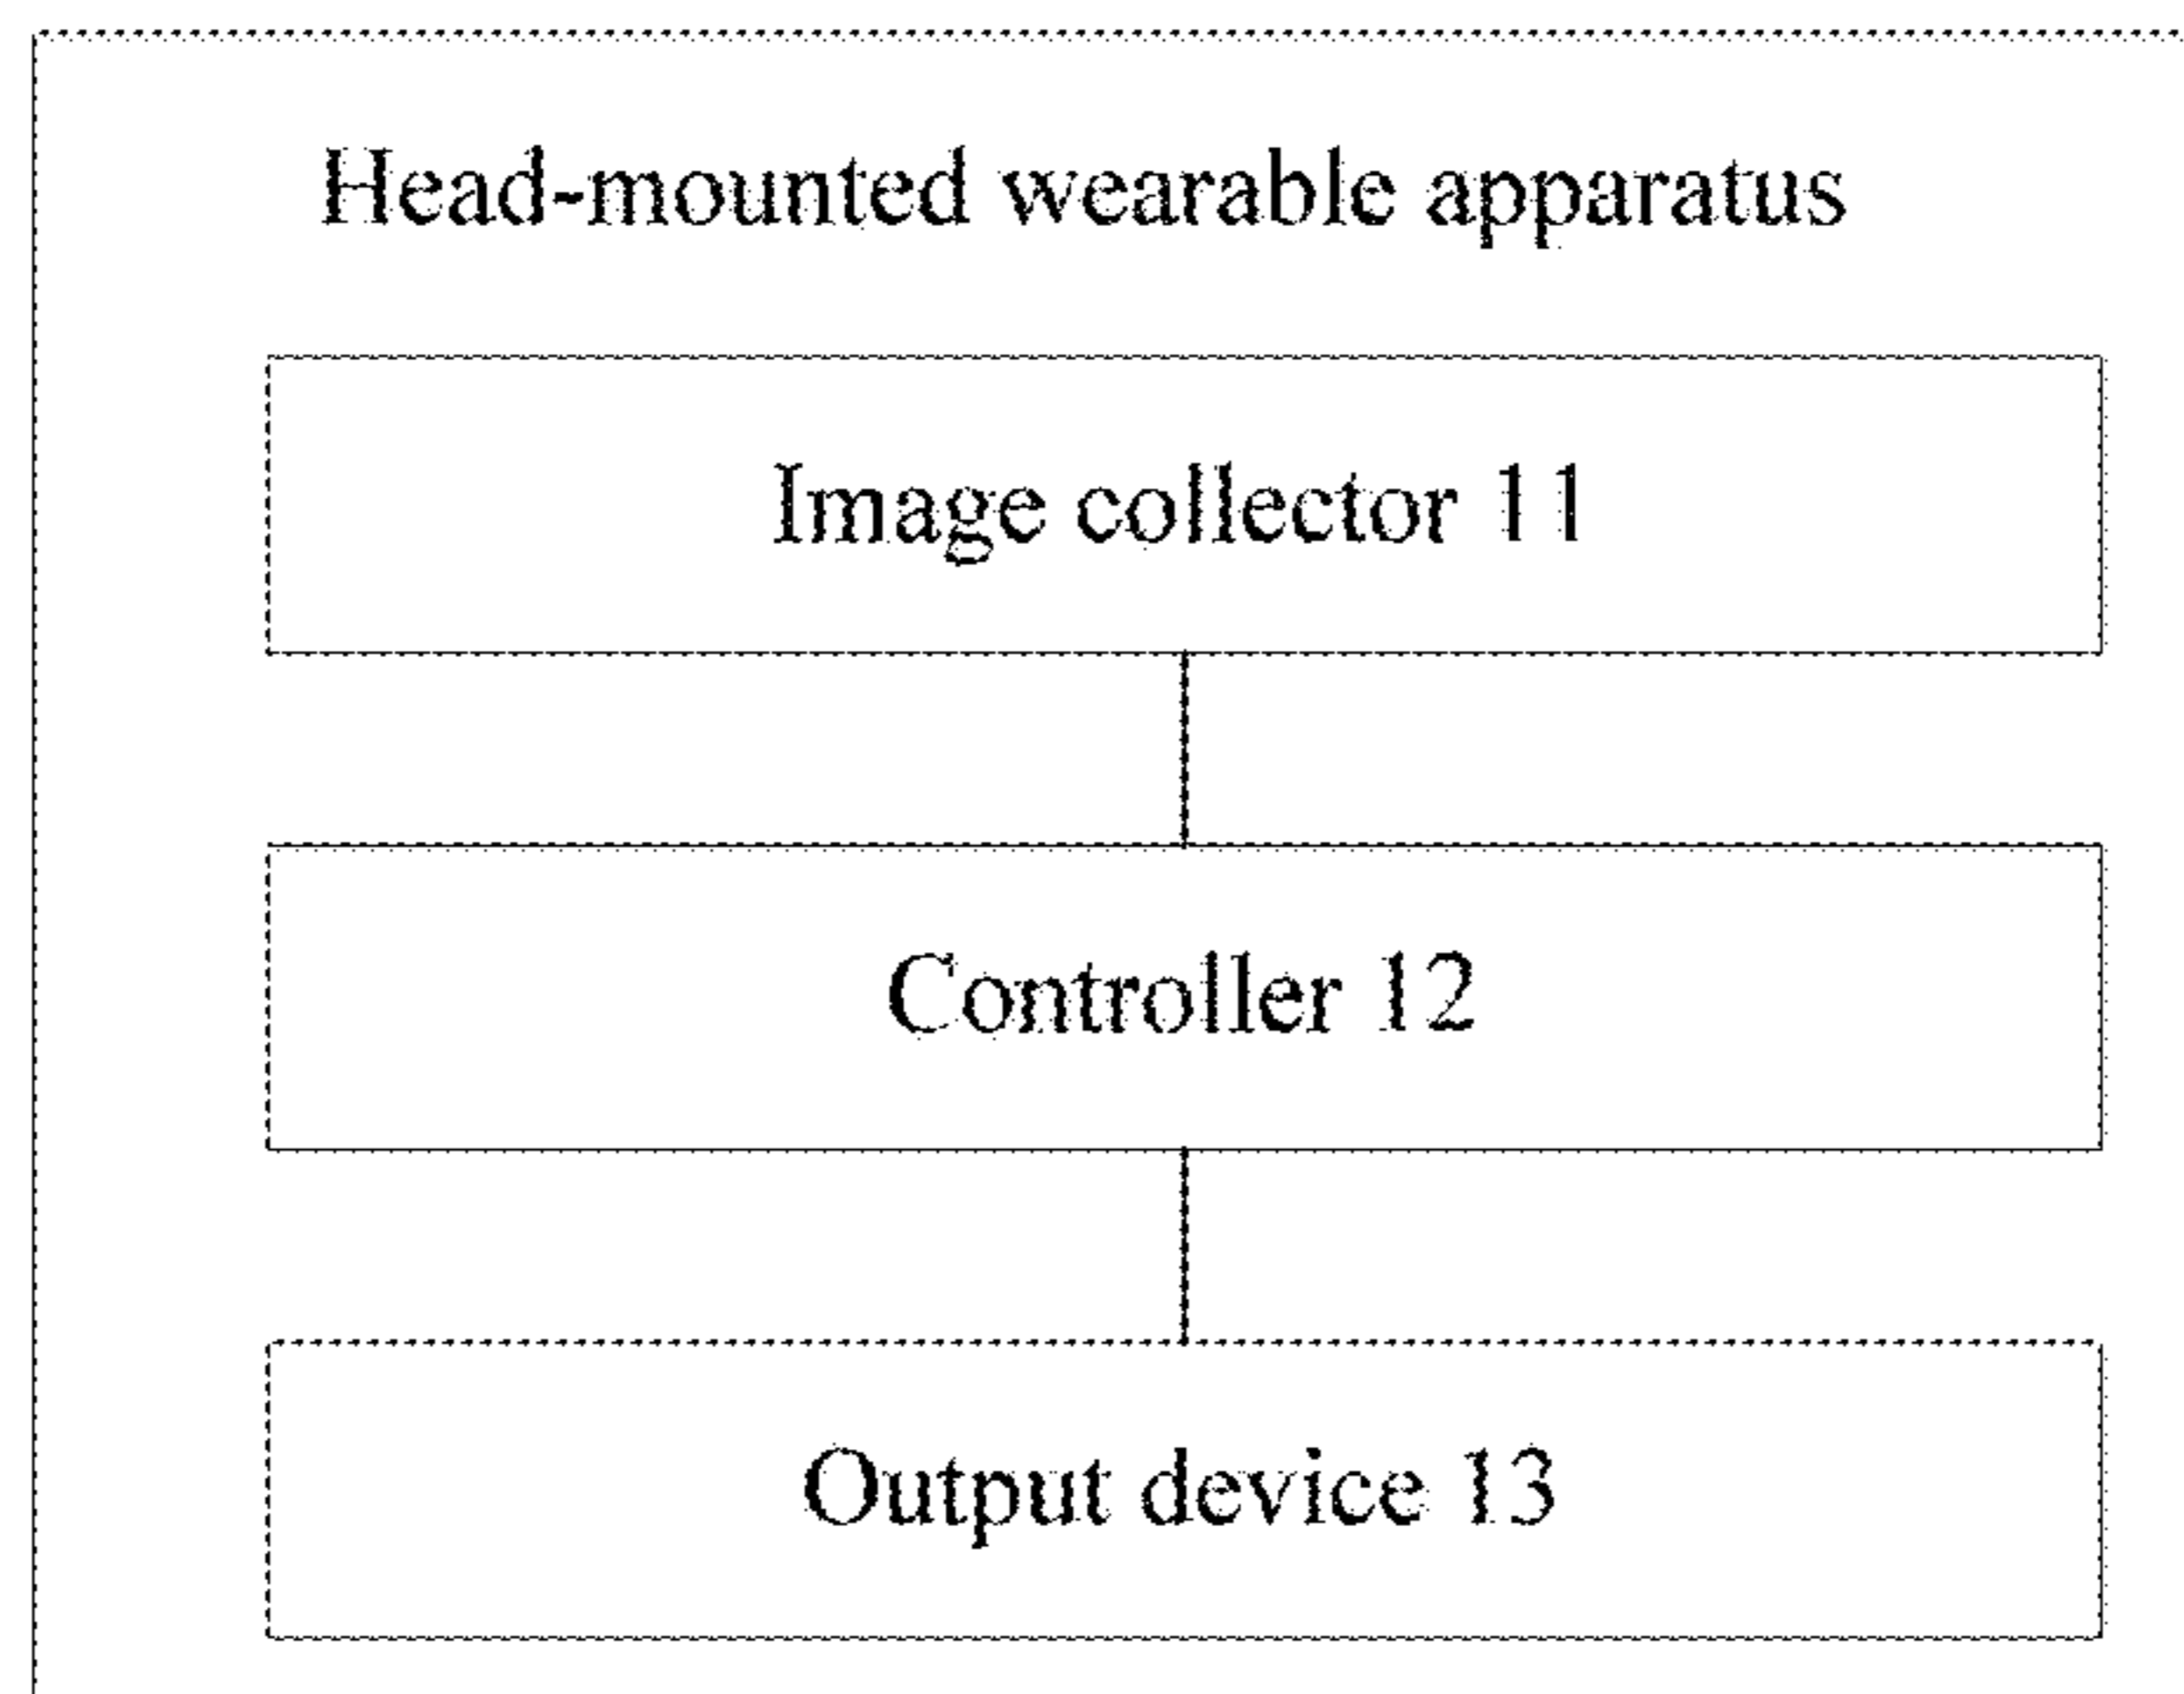 Head-mounted wearable apparatus
Image collector 11
Controller 12
Output device 13